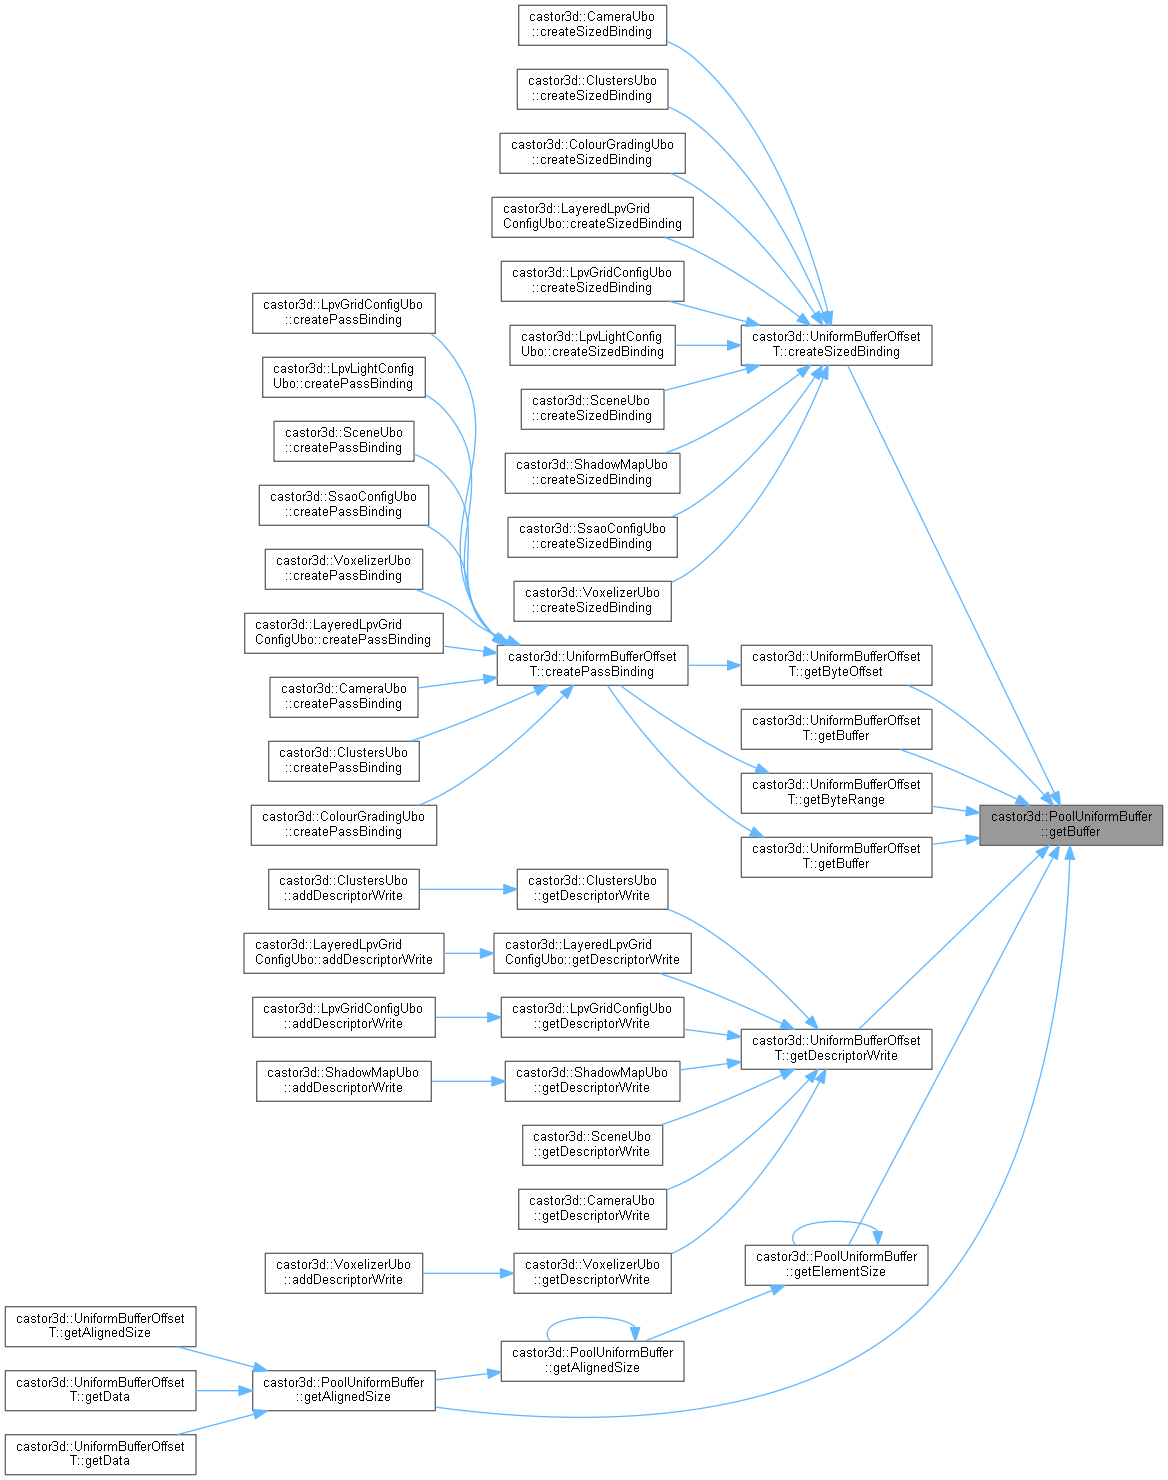 castor3d::CameraUbo
::createSizedBinding
castor3d::ClustersUbo
::createSizedBinding
castor3d::ColourGradingUbo
::createSizedBinding
castor3d::LayeredLpvGrid
ConfigUbo::createSizedBinding
castor3d::LpvGridConfigUbo
::createSizedBinding
castor3d::LpvGridConfigUbo
::createPassBinding
castor3d::LpvLightConfig
Ubo::createSizedBinding
castor3d::UniformBufferOffset
T::createSizedBinding
castor3d::LpvLightConfig
Ubo::createPassBinding
castor3d::SceneUbo
::createSizedBinding
castor3d::SceneUbo
::createPassBinding
castor3d::ShadowMapUbo
::createSizedBinding
castor3d::SsaoConfigUbo
::createPassBinding
castor3d::SsaoConfigUbo
::createSizedBinding
castor3d::VoxelizerUbo
::createPassBinding
castor3d::VoxelizerUbo
::createSizedBinding
castor3d::LayeredLpvGrid
ConfigUbo::createPassBinding
castor3d::UniformBufferOffset
T::createPassBinding
castor3d::UniformBufferOffset
T::getByteOffset
castor3d::CameraUbo
::createPassBinding
castor3d::UniformBufferOffset
T::getBuffer
castor3d::ClustersUbo
::createPassBinding
castor3d::UniformBufferOffset
T::getByteRange
castor3d::ColourGradingUbo
::createPassBinding
castor3d::PoolUniformBuffer
::getBuffer
castor3d::UniformBufferOffset
T::getBuffer
castor3d::ClustersUbo
::addDescriptorWrite
castor3d::ClustersUbo
::getDescriptorWrite
castor3d::LayeredLpvGrid
ConfigUbo::addDescriptorWrite
castor3d::LayeredLpvGrid
ConfigUbo::getDescriptorWrite
castor3d::LpvGridConfigUbo
::addDescriptorWrite
castor3d::LpvGridConfigUbo
::getDescriptorWrite
castor3d::UniformBufferOffset
T::getDescriptorWrite
castor3d::ShadowMapUbo
::addDescriptorWrite
castor3d::ShadowMapUbo
::getDescriptorWrite
castor3d::SceneUbo
::getDescriptorWrite
castor3d::CameraUbo
::getDescriptorWrite
castor3d::VoxelizerUbo
::addDescriptorWrite
castor3d::VoxelizerUbo
::getDescriptorWrite
castor3d::PoolUniformBuffer
::getElementSize
castor3d::UniformBufferOffset
T::getAlignedSize
castor3d::PoolUniformBuffer
::getAlignedSize
castor3d::UniformBufferOffset
T::getData
castor3d::PoolUniformBuffer
::getAlignedSize
castor3d::UniformBufferOffset
T::getData